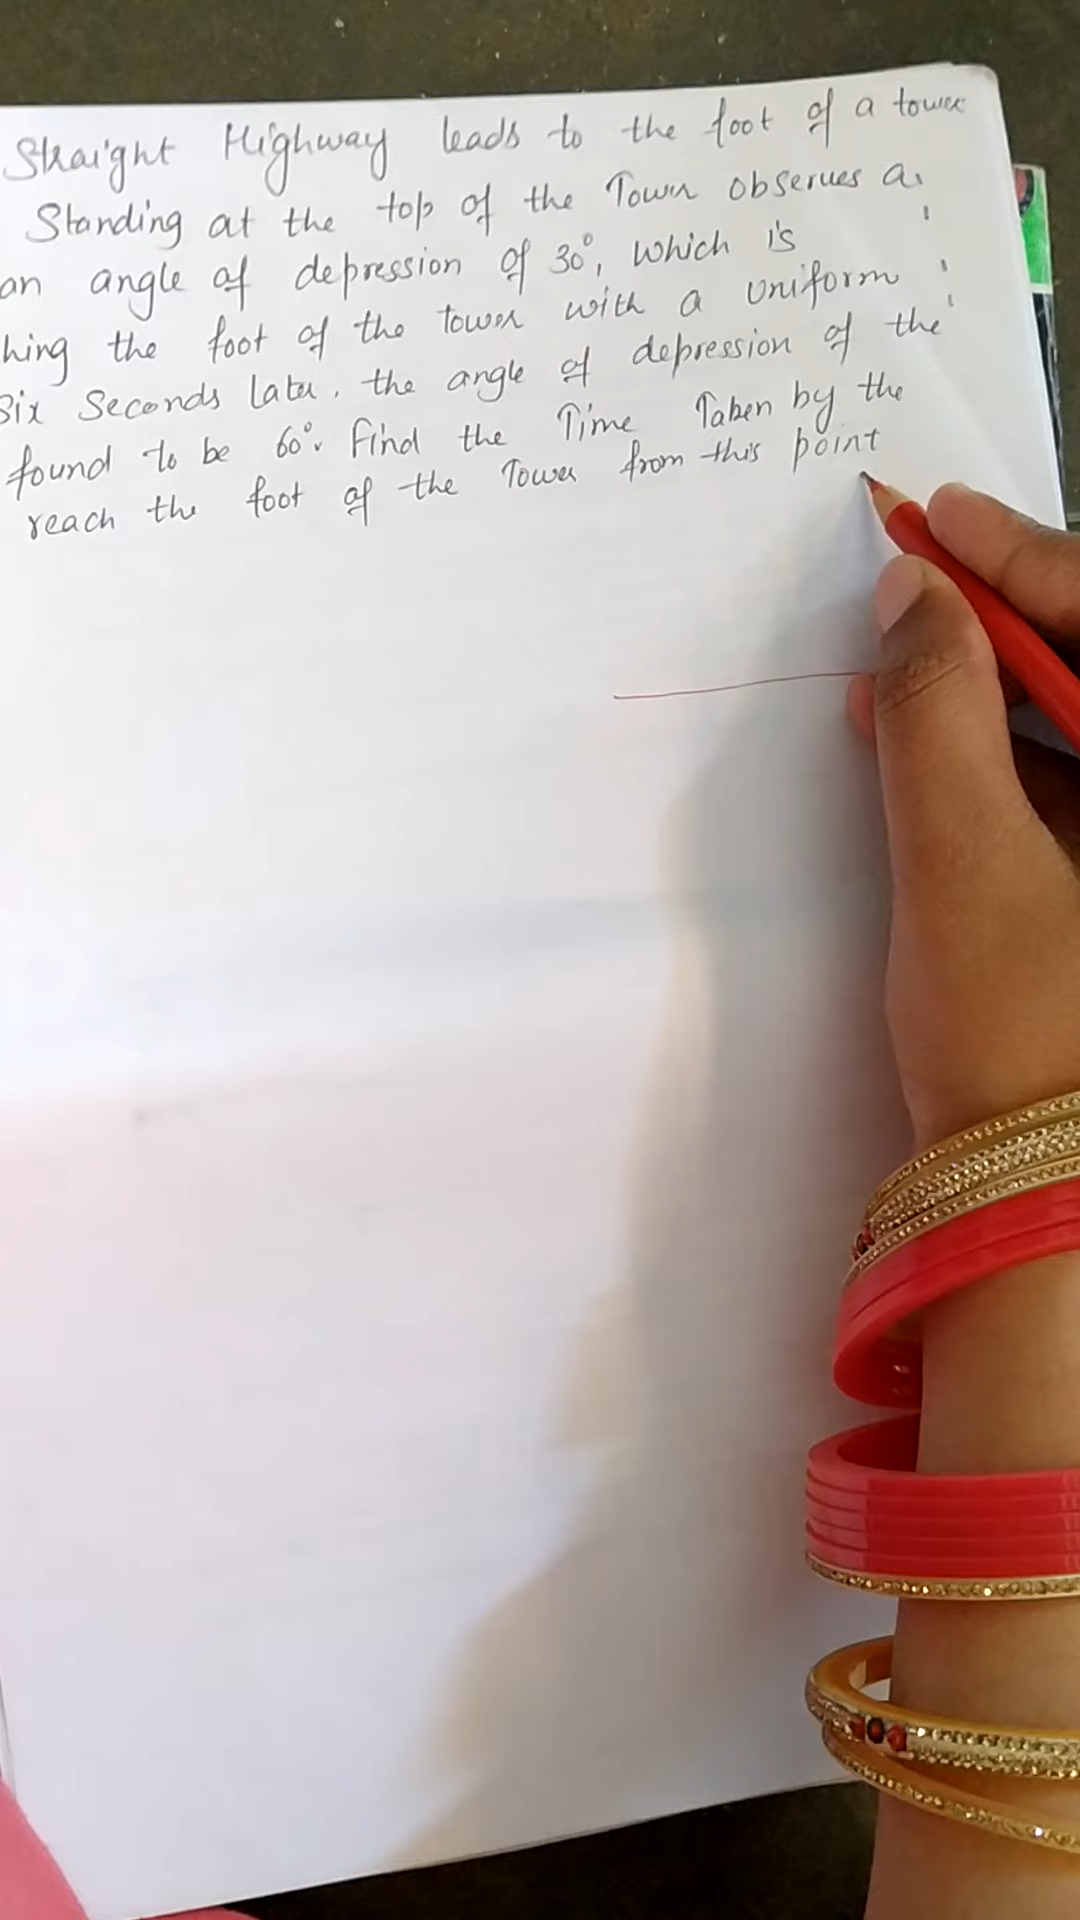 Straight Highway leads to the foot of a tower
Standing at the top of the Tower observes a
an angle of depression of 30°, which is
hing the foot of the tower with a uniform
Six Seconds later, the angle of depression of the
found to be 60°. Find the Time Taken by the
reach the foot of the Tower from this point